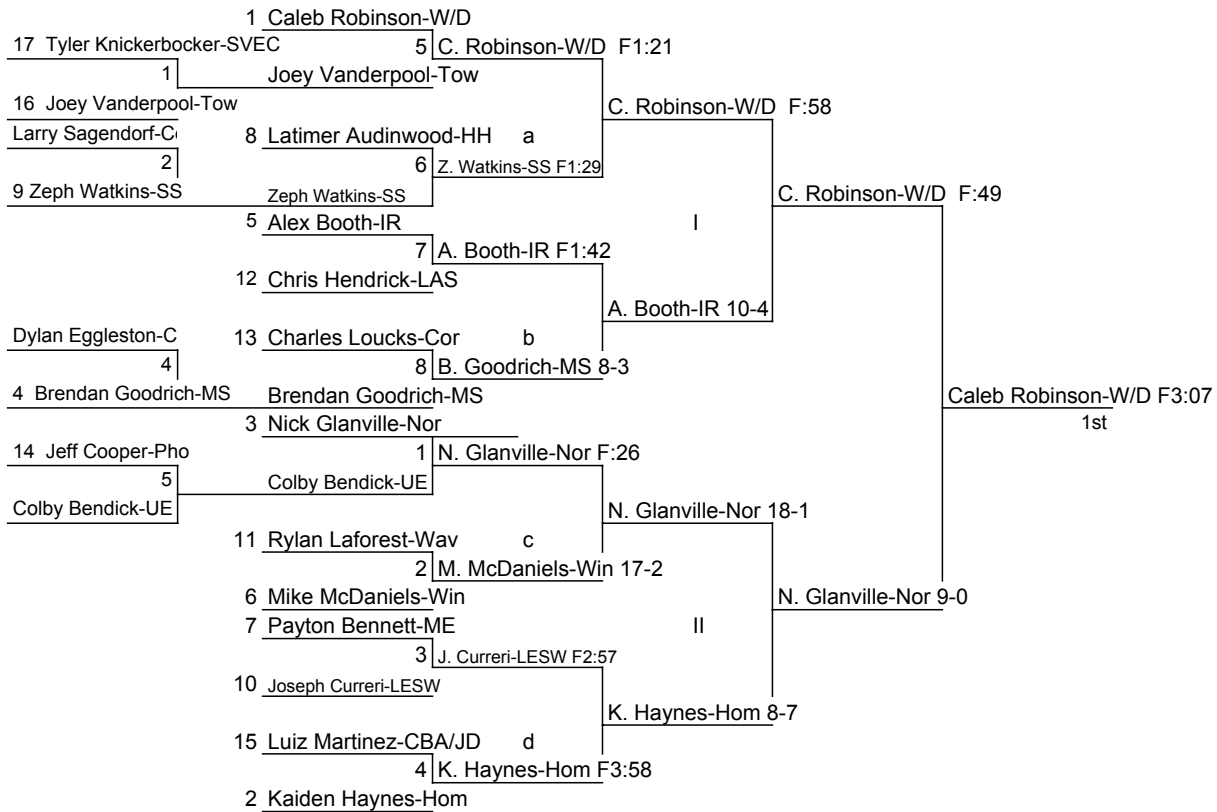 1 Caleb Robinson-W/D
17 Tyler Knickerbocker-SVEC
5 C. Robinson-W/D F1:21
1 Joey Vanderpool-Tow
16 Joey Vanderpool-Tow
C. Robinson-W/D F:58
Larry Sagendorf-C
8 Latimer Audinwood-HH a
2
6 Z. Watkins-SS F1:29
9 Zeph Watkins-SS
Zeph Watkins-SS
C. Robinson-W/D F:49
5 Alex Booth-IR
I
7 A. Booth-IR F1:42
12 Chris Hendrick-LAS
A. Booth-IR 10-4
Dylan Eggleston-C
13 Charles Loucks-Cor b
4
8 B. Goodrich-MS 8-3
4 Brendan Goodrich-MS
Brendan Goodrich-MS
Caleb Robinson-W/D F3:07
1st
3 Nick Glanville-Nor
14 Jeff Cooper-Pho
1 N. Glanville-Nor F:26
5
Colby Bendick-UE
Colby Bendick-UE
N. Glanville-Nor 18-1
11 Rylan Laforest-Wav c
2 M. McDaniels-Win 17-2
6 Mike McDaniels-Win
N. Glanville-Nor 9-0
7 Payton Bennett-ME
II
3 J. Curreri-LESW F2:57
10 Joseph Curreri-LESW
K. Haynes-Hom 8-7
15 Luiz Martinez-CBA/JD d
4 K. Haynes-Hom F3:58
2 Kaiden Haynes-Hom